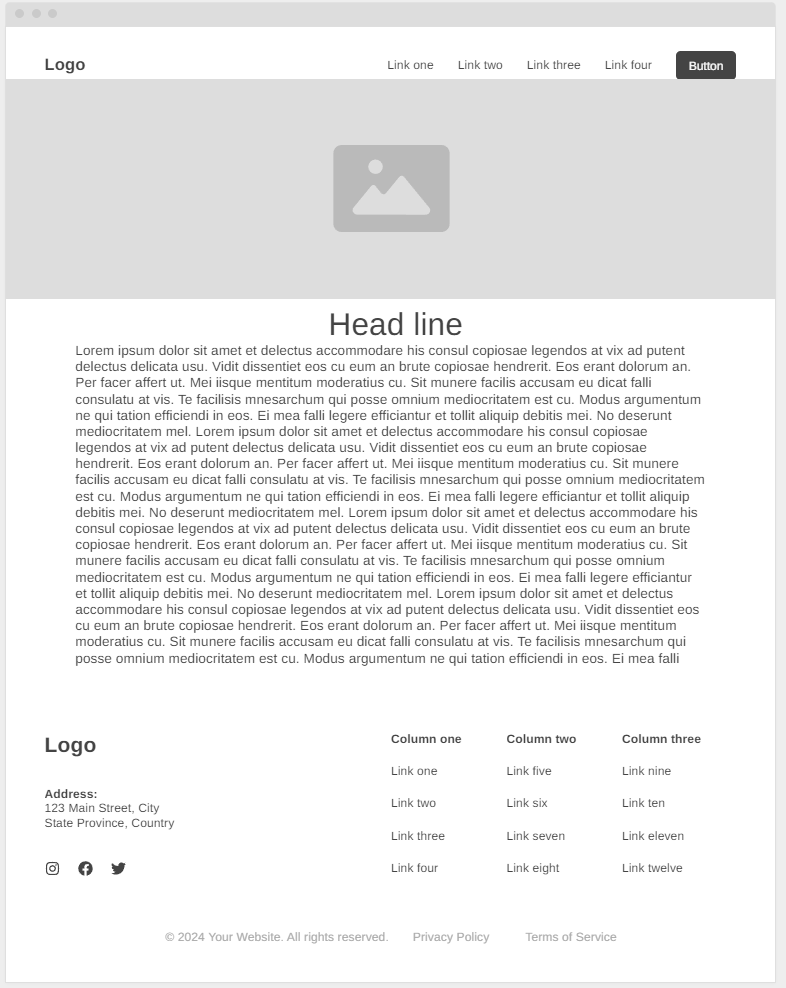 Logo
Link one Link two Link three Link four Button
Head line
Lorem ipsum dolor sit amet et delectus accommodare his consul copiosae legendos at vix ad putent
delectus delicata usu. Vidit dissentiet eos cu eum an brute copiosae hendrerit. Eos erant dolorum an.
Per facer affert ut. Mei iisque mentitum moderatius cu. Sit munere facilis accusam eu dicat falli
consulatu at vis. Te facilisis mnesarchum qui posse omnium mediocritatem est cu. Modus argumentum
ne qui tation efficiendi in eos. Ei mea falli legere efficiantur et tollit aliquip debitis mei. No deserunt
mediocritatem mel. Lorem ipsum dolor sit amet et delectus accommodare his consul copiosae
legendos at vix ad putent delectus delicata usu. Vidit dissentiet eos cu eum an brute copiosae
hendrerit. Eos erant dolorum an. Per facer affert ut. Mei iisque mentitum moderatius cu. Sit munere
facilis accusam eu dicat falli consulatu at vis. Te facilisis mnesarchum qui posse omnium mediocritatem
est cu. Modus argumentum ne qui tation efficiendi in eos. Ei mea falli legere efficiantur et tollit aliquip
debitis mei. No deserunt mediocritatem mel. Lorem ipsum dolor sit amet et delectus accommodare his
consul copiosae legendos at vix ad putent delectus delicata usu. Vidit dissentiet eos cu eum an brute
copiosae hendrerit. Eos erant dolorum an. Per facer affert ut. Mei iisque mentitum moderatius cu. Sit
munere facilis accusam eu dicat falli consulatu at vis. Te facilisis mnesarchum qui posse omnium
mediocritatem est cu. Modus argumentum ne qui tation efficiendi in eos. Ei mea falli legere efficiantur
et tollit aliquip debitis mei. No deserunt mediocritatem mel. Lorem ipsum dolor sit amet et delectus
accommodare his consul copiosae legendos at vix ad putent delectus delicata usu. Vidit dissentiet eos
cu eum an brute copiosae hendrerit. Eos erant dolorum an. Per facer affert ut. Mei iisque mentitum
moderatius cu. Sit munere facilis accusam eu dicat falli consulatu at vis. Te facilisis mnesarchum qui
posse omnium mediocritatem est cu. Modus argumentum ne qui tation efficiendi in eos. Ei mea falli
Logo
Address:
123 Main Street, City
State Province, Country
Column one
Link one
Link two
Link three
Link four
Column two
Link five
Link six
Link seven
Link eight
Column three
Link nine
Link ten
Link eleven
Link twelve
© 2024 Your Website. All rights reserved. Privacy Policy Terms of Service